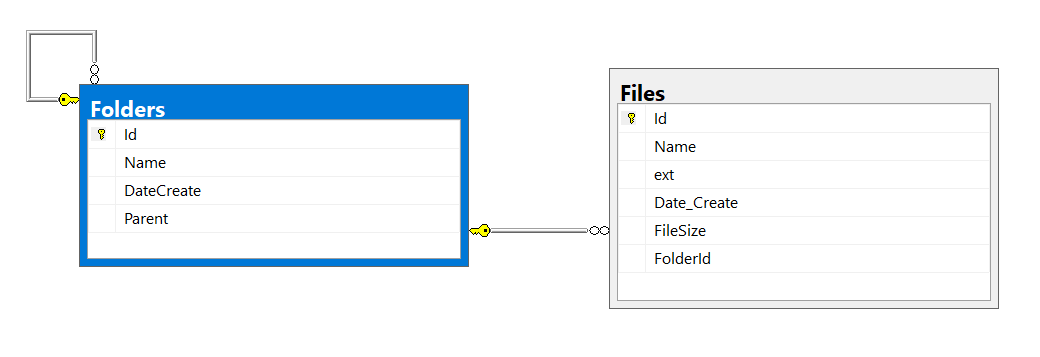 Folders
Id
Name
DateCreate
Parent
Files
Id
Name
ext
Date_Create
FileSize
FolderId